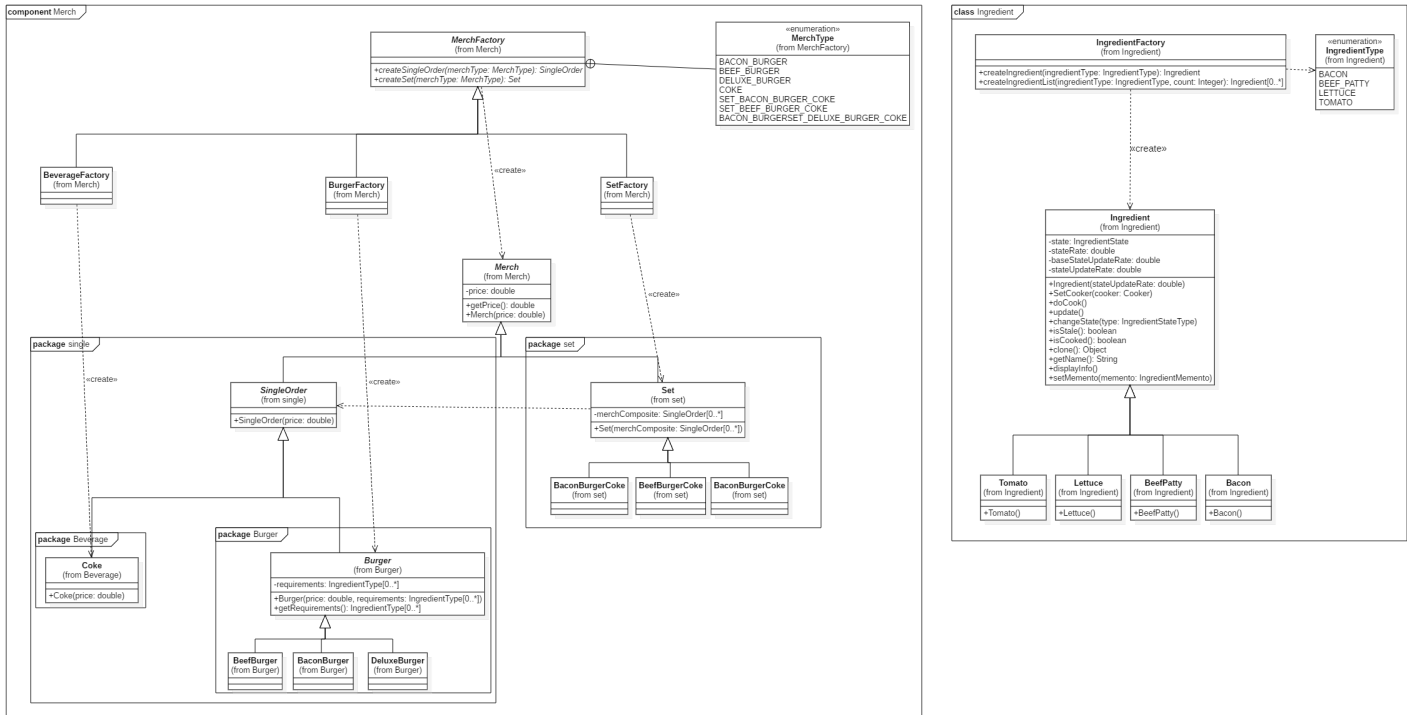 component Merch
MerchFactory
(from Merch)
+createSingleOrder(merchType: MerchType): SingleOrder
+createSet(merchType: MerchType): Set
«enumeration»
MerchType
(from MerchFactory)
BACON_BURGER
BEEF_BURGER
DELUXE_BURGER
COKE
SET_BACON_BURGER_COKE
SET_BEEF_BURGER_COKE
BACON_BURGERSET_DELUXE_BURGER_COKE
BeverageFactory
(from Merch)
BurgerFactory
(from Merch)
«create»
SetFactory
(from Merch)
Merch
(from Merch)
-price: double
+getPrice(): double
+Merch(price: double)
«create»
package single
package set
«create»
«create»
SingleOrder
(from single)
+SingleOrder(price: double)
Set
(from set)
-merchComposite: SingleOrder[0..*]
+Set(merchComposite: SingleOrder[0..*])
BaconBurgerCoke
(from set)
BeefBurgerCoke
(from set)
BaconBurgerCoke
(from set)
package Beverage
Coke
(from Beverage)
+Coke(price: double)
package Burger
Burger
(from Burger)
-requirements: IngredientType[0..*]
+Burger(price: double, requirements: IngredientType[0..*])
+getRequirements(): IngredientType[0..*]
BeefBurger
(from Burger)
BaconBurger
(from Burger)
DeluxeBurger
(from Burger)
class Ingredient
IngredientFactory
(from Ingredient)
+createIngredient(ingredientType: IngredientType): Ingredient
+createIngredientList(ingredientType: IngredientType, count: Integer): Ingredient[0..*]
«enumeration»
IngredientType
(from Ingredient)
BACON
BEEF_PATTY
LETTUCE
TOMATO
«create»
Ingredient
(from Ingredient)
-state: IngredientState
-stateRate: double
-baseStateUpdateRate: double
-stateUpdateRate: double
+Ingredient(stateUpdateRate: double)
+SetCooker(cooker: Cooker)
+doCook()
+update()
+changeState(type: IngredientStateType)
+isStale(): boolean
+isCooked(): boolean
+clone(): Object
+getName(): String
+displayInfo()
+setMemento(memento: IngredientMemento)
Tomato
(from Ingredient)
+Tomato()
Lettuce
(from Ingredient)
+Lettuce()
BeefPatty
(from Ingredient)
+BeefPatty()
Bacon
(from Ingredient)
+Bacon()